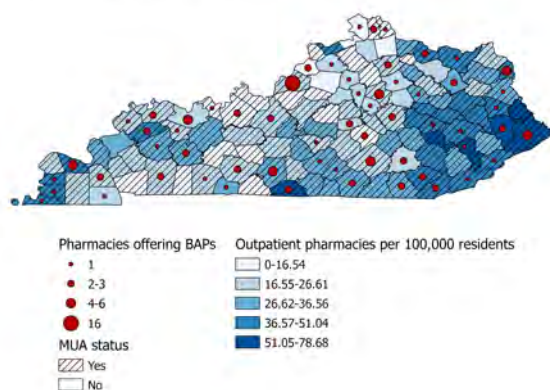 Pharmacies offering BAPs
1
2-3
4-6
16
MUA status
Yes
No
Outpatient pharmacies per 100,000 residents
0-16.54
16.55-26.61
26.62-36.56
36.57-51.04
51.05-78.68